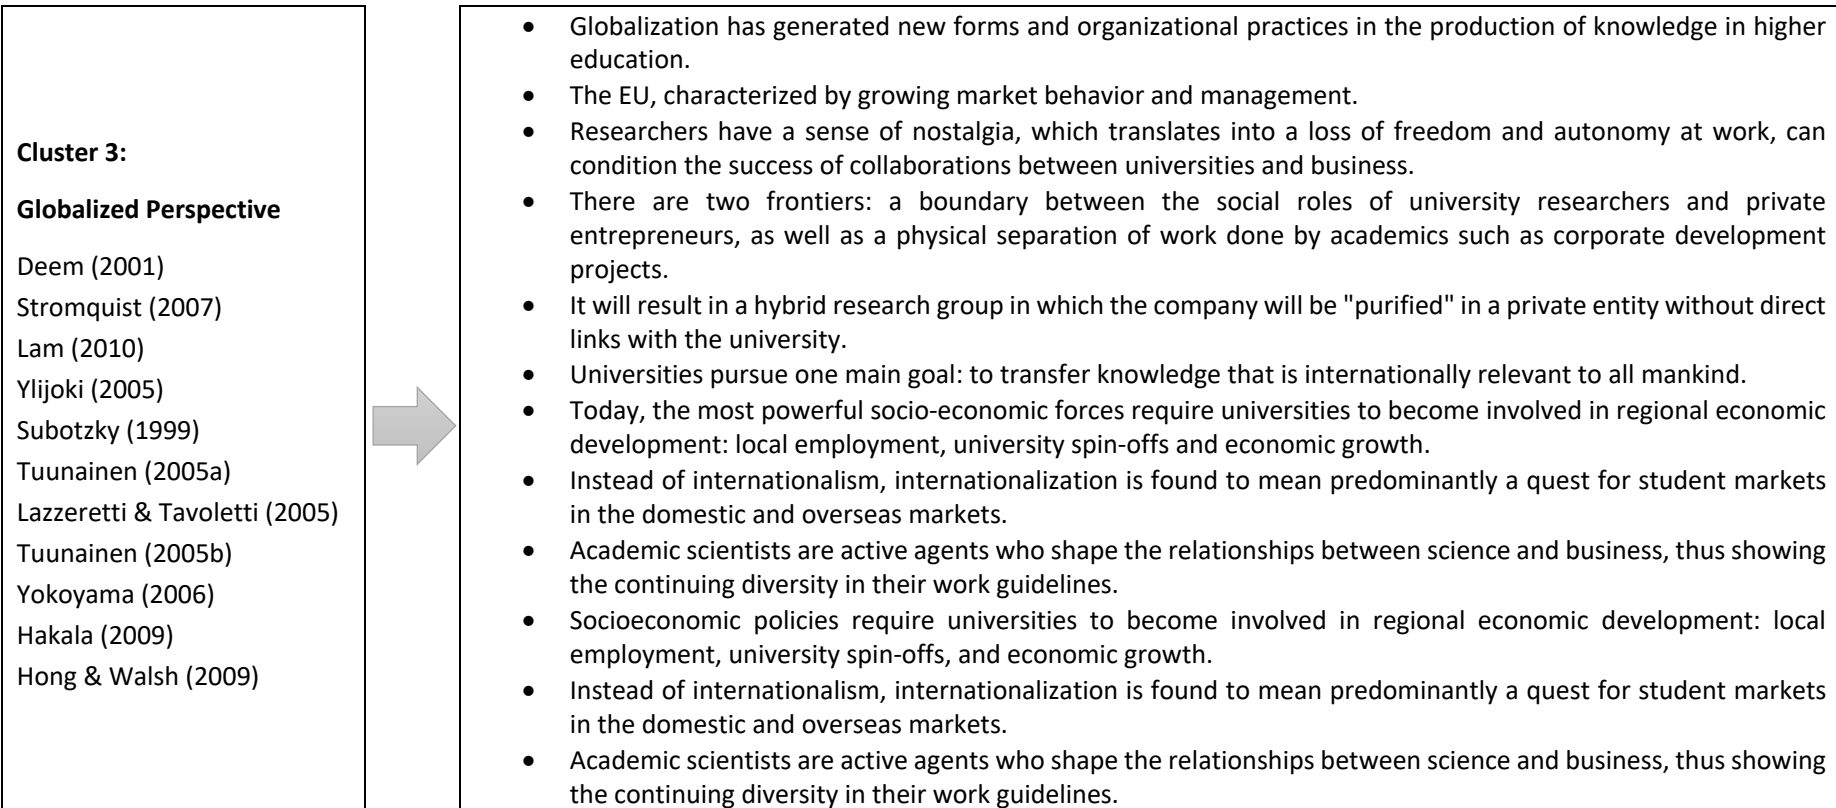 Cluster 3:
Globalized Perspective
Deem (2001)
Stromquist (2007)
Lam (2010)
Ylijoki (2005)
Subotzky (1999)
Tuunainen (2005a)
Lazzeretti & Tavoletti (2005)
Tuunainen (2005b)
Yokoyama (2006)
Hakala (2009)
Hong & Walsh (2009)
• Globalization has generated new forms and organizational practices in the production of knowledge in higher
education.
• The EU, characterized by growing market behavior and management.
• Researchers have a sense of nostalgia, which translates into a loss of freedom and autonomy at work, can
condition the success of collaborations between universities and business.
• There are two frontiers: a boundary between the social roles of university researchers and private
entrepreneurs, as well as a physical separation of work done by academics such as corporate development
projects.
• It will result in a hybrid research group in which the company will be "purified" in a private entity without direct
links with the university.
• Universities pursue one main goal: to transfer knowledge that is internationally relevant to all mankind.
• Today, the most powerful socio-economic forces require universities to become involved in regional economic
development: local employment, university spin-offs and economic growth.
• Instead of internationalism, internationalization is found to mean predominantly a quest for student markets
in the domestic and overseas markets.
• Academic scientists are active agents who shape the relationships between science and business, thus showing
the continuing diversity in their work guidelines.
• Socioeconomic policies require universities to become involved in regional economic development: local
employment, university spin-offs, and economic growth.
• Instead of internationalism, internationalization is found to mean predominantly a quest for student markets
in the domestic and overseas markets.
• Academic scientists are active agents who shape the relationships between science and business, thus showing
the continuing diversity in their work guidelines.